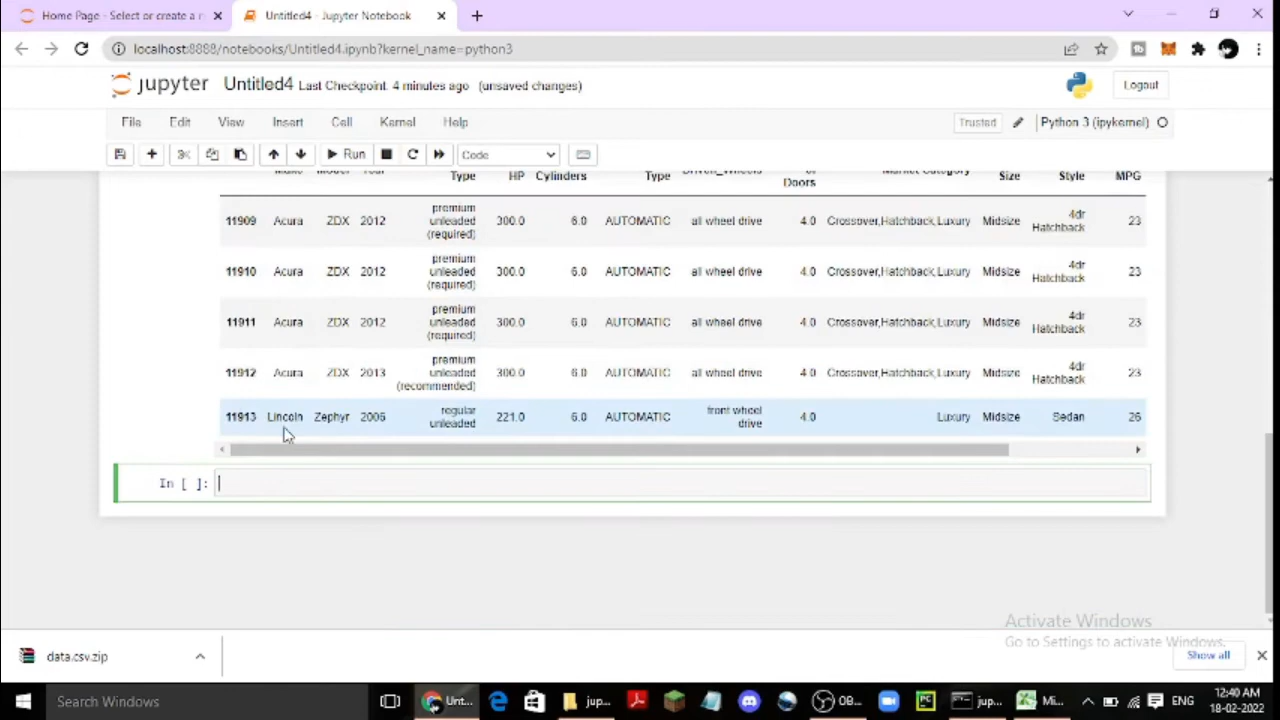 Home Page - Select or create a n
Untitled4 - Jupyter Notebook
localhost:8888/notebooks/Untitled4.ipynb?kernel_name=python3
jupyter Untitled4 Last Checkpoint: 4 minutes ago (unsaved changes)
Logout
File Edit View Insert Cell Kernel Help
Trusted Python 3 (ipykernel)
Run Code
Type HP Cylinders Type Driven_Wheels Doors Market Category Size Style MPG
11909 Acura ZDX 2012 premium unleaded (required) 300.0 6.0 AUTOMATIC all wheel drive 4.0 Crossover,Hatchback,Luxury Midsize 4dr Hatchback 23
11910 Acura ZDX 2012 premium unleaded (required) 300.0 6.0 AUTOMATIC all wheel drive 4.0 Crossover,Hatchback,Luxury Midsize 4dr Hatchback 23
11911 Acura ZDX 2012 premium unleaded (required) 300.0 6.0 AUTOMATIC all wheel drive 4.0 Crossover,Hatchback,Luxury Midsize 4dr Hatchback 23
11912 Acura ZDX 2013 premium unleaded (recommended) 300.0 6.0 AUTOMATIC all wheel drive 4.0 Crossover,Hatchback,Luxury Midsize 4dr Hatchback 23
11913 Lincoln Zephyr 2006 regular unleaded 221.0 6.0 AUTOMATIC front wheel drive 4.0 Luxury Midsize Sedan 26
In [ ]:
Activate Windows
Go to Settings to activate Windows.
data.csv.zip
Show all
Search Windows
Unt...
jup...
OB...
jup...
Mi...
ENG
12:40 AM
18-02-2022